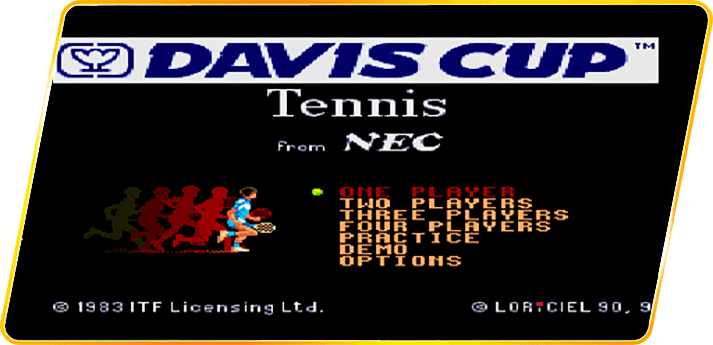 DAVIS CUP™
Tennis
From NEC
ONE PLAYER
TWO PLAYERS
THREE PLAYERS
FOUR PLAYERS
PRACTICE
DEMO
OPTIONS
© 1983 ITF Licensing Ltd.
© LORICIEL 90, 9